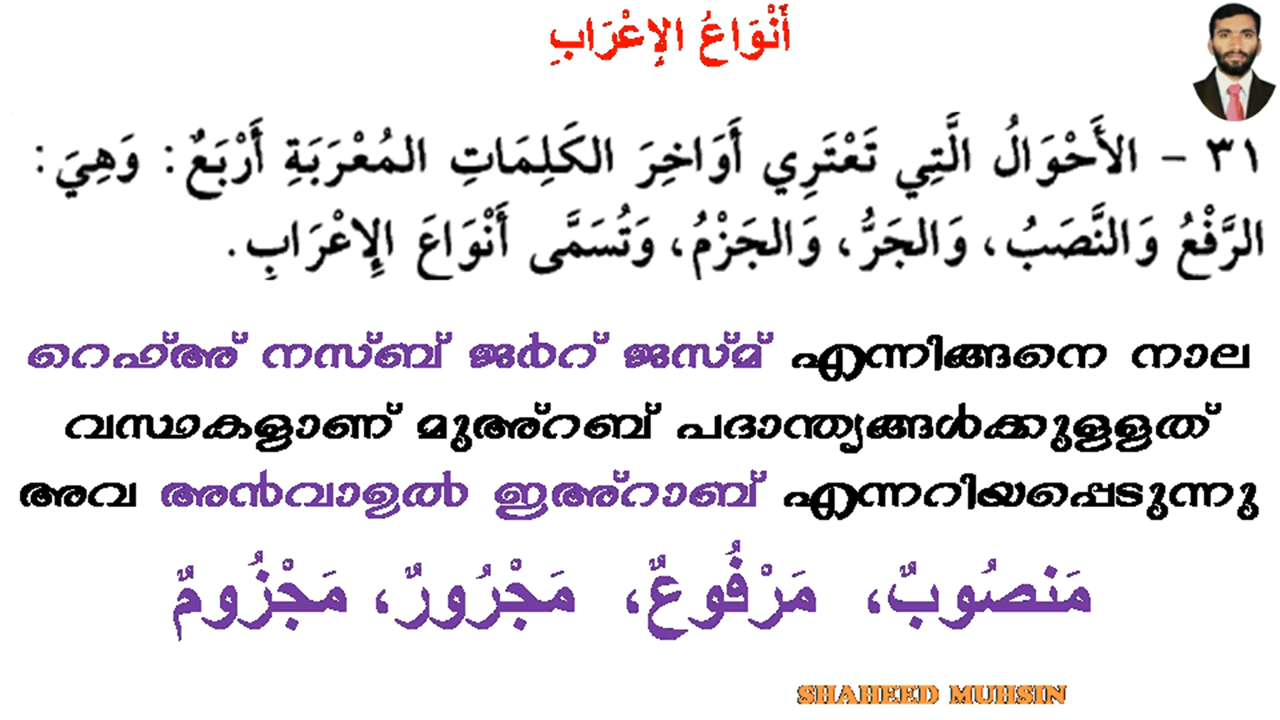 أَنْوَاعُ الإِعْرَابِ
٣١ - الأَحْوَالُ الَّتِي تَعْتَرِي أَوَاخِرَ الكَلِمَاتِ المُعْرَبَةِ أَرْبَعٌ: وَهِيَ:
الرَّفْعُ وَالنَّصَبُ، وَالجَرُّ، وَالجَزْمُ، وَتُسَمَّى أَنْوَاعَ الإِعْرَابِ.
റെഫ്അ് നസ്ബ് ജർറ് ജസ്മ് എന്നിങ്ങനെ നാല
വസ്ഥകളാണ് മുഅ്റബ് പദാന്ത്യങ്ങൾക്കുളളത്
അവ അൻവാഉൽ ഇഅ്റാബ് എന്നറിയപ്പെടുന്നു
مَنصُوبٌ، مَرْفُوعٌ، مَجْرُورٌ، مَجْزُومٌ
SHAHEED MUHSIN